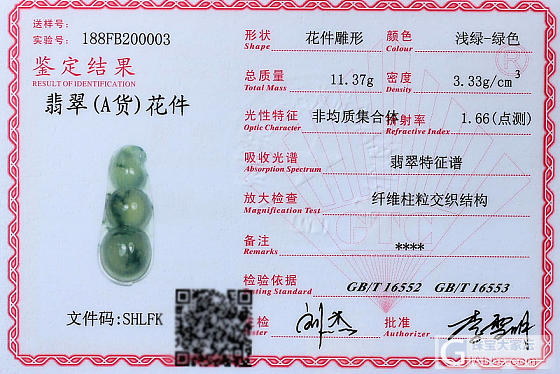 送样号:
实验号: 188FB200003
鉴定结果
RESULT OF IDENTIFICATION
翡翠(A货)花件
文件码:SHLFK
形状 花件雕形 颜色 浅绿-绿色
Shape Colour
总质量 11.37g 密度 3.33g/cm³
Total Mass Density
光性特征 非均质集合体 折射率 1.66(点测)
Optic Character Refractive Index
吸收光谱 翡翠特征谱
Absorption Spectrum
放大检查 纤维柱粒交织结构
Magnification Test
备注 ****
Remarks
检验依据 GB/T 16552 GB/T 16553
Testing Standard
检 批准
Tester Authorizer
GTC